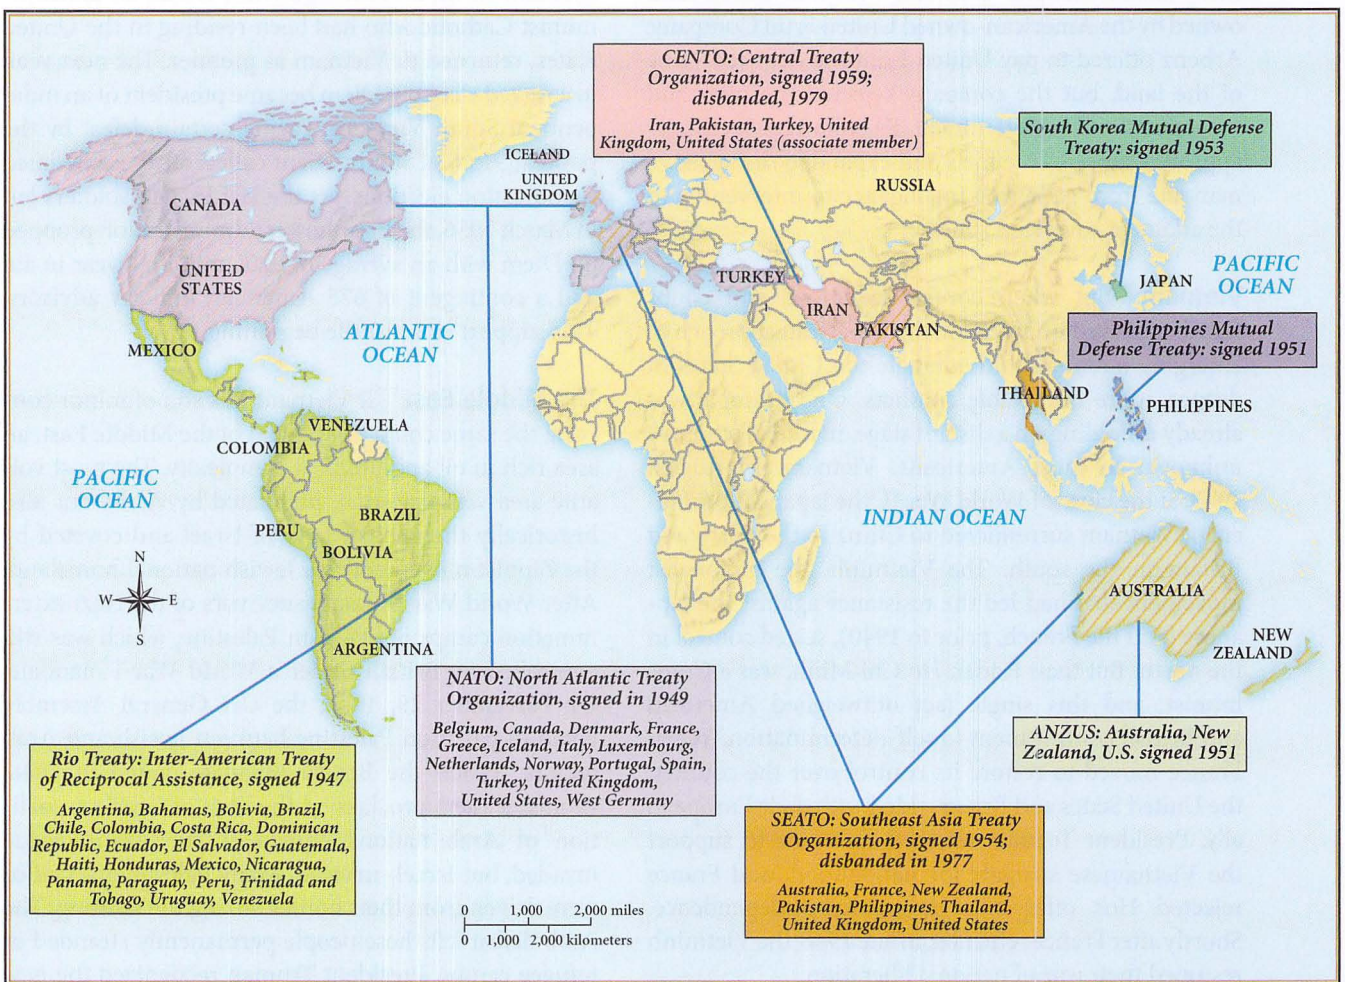 CENTO: Central Treaty
Organization, signed 1959;
disbanded, 1979
Iran, Pakistan, Turkey, United
Kingdom, United States (associate member)
South Korea Mutual Defense
Treaty: signed 1953
ICELAND
UNITED
KINGDOM
RUSSIA
CANADA
UNITED
STATES
TURKEY
IRAN
PAKISTAN
JAPAN
PACIFIC
OCEAN
Philippines Mutual
Defense Treaty: signed 1951
ATLANTIC
OCEAN
MEXICO
THAILAND
PHILIPPINES
VENEZUELA
COLOMBIA
PACIFIC
OCEAN
PERU
BRAZIL
BOLIVIA
INDIAN OCEAN
N
W
E
S
AUSTRALIA
NEW
ZEALAND
ARGENTINA
NATO: North Atlantic Treaty
Organization, signed in 1949
Belgium, Canada, Denmark, France,
Greece, Iceland, Italy, Luxembourg,
Netherlands, Norway, Portugal, Spain,
Turkey, United Kingdom,
United States, West Germany
ANZUS: Australia, New
Zealand, U.S. signed 1951
Rio Treaty: Inter-American Treaty
of Reciprocal Assistance, signed 1947
Argentina, Bahamas, Bolivia, Brazil,
Chile, Colombia, Costa Rica, Dominican
Republic, Ecuador, El Salvador, Guatemala,
Haiti, Honduras, Mexico, Nicaragua,
Panama, Paraguay, Peru, Trinidad and
Tobago, Uruguay, Venezuela
SEATO: Southeast Asia Treaty
Organization, signed 1954;
disbanded in 1977
Australia, France, New Zealand,
Pakistan, Philippines, Thailand,
United Kingdom, United States
0 1,000 2,000 miles
0 1,000 2,000 kilometers